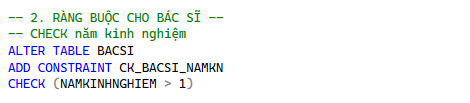 -- 2. RÀNG BUỘC CHO BÁC SĨ --
-- CHECK năm kinh nghiệm
ALTER TABLE BACSI
ADD CONSTRAINT CK_BACSI_NAMKN
CHECK (NAMKINHNGHIEM > 1)